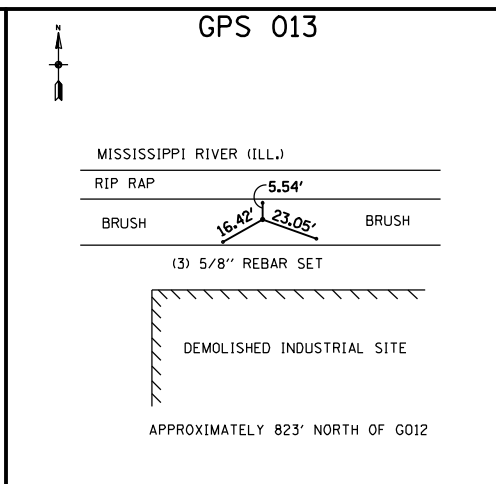 GPS 013
N
MISSISSIPPI RIVER (ILL.)
RIP RAP
5.54'
BRUSH
16.42'
23.05'
BRUSH
(3) 5/8'' REBAR SET
DEMOLISHED INDUSTRIAL SITE
APPROXIMATELY 823' NORTH OF G012